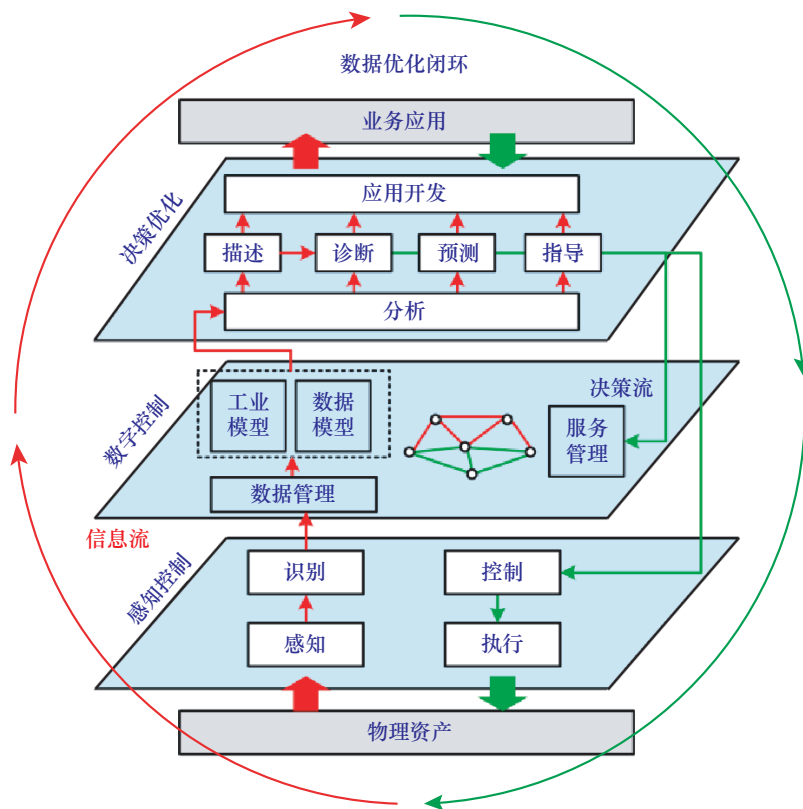 数据优化闭环
业务应用
决策优化
应用开发
描述
诊断
预测
指导
分析
数字控制
工业
模型
数据
模型
决策流
服务
管理
数据管理
信息流
感知控制
识别
控制
感知
执行
物理资产